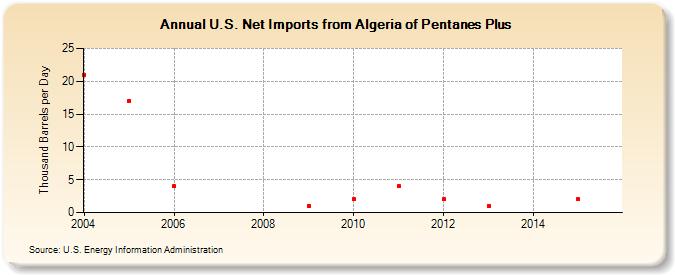 Annual U.S. Net Imports from Algeria of Pentanes Plus
Thousand Barrels per Day
25
20
15
10
5
0
2004 2006 2008 2010 2012 2014
Source: U.S. Energy Information Administration